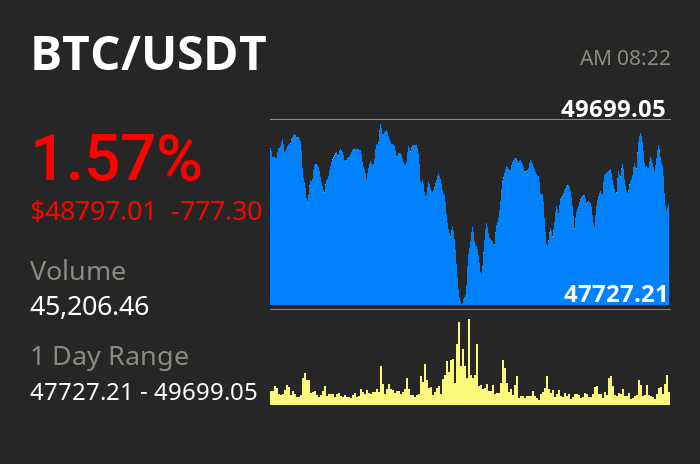 BTC/USDT
AM 08:22
49699.05
1.57%
$48797.01 -777.30
Volume
45,206.46
47727.21
1 Day Range
47727.21 - 49699.05